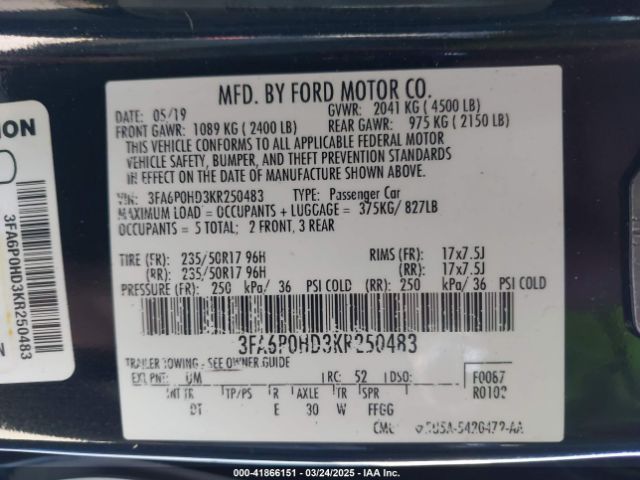 MFD. BY FORD MOTOR CO.
DATE: 05/19
GVWR: 2041 KG ( 4500 LB)
FRONT GAWR: 1089 KG ( 2400 LB)
REAR GAWR: 975 KG ( 2150 LB)
THIS VEHICLE CONFORMS TO ALL APPLICABLE FEDERAL MOTOR
VEHICLE SAFETY, BUMPER, AND THEFT PREVENTION STANDARDS
IN EFFECT ON THE DATE OF MANUFACTURE SHOWN ABOVE.
VIN: 3FA6P0HD3KR250483 TYPE: Passenger Car
MAXIMUM LOAD = OCCUPANTS + LUGGAGE = 375KG/ 827LB
OCCUPANTS = 5 TOTAL; 2 FRONT, 3 REAR
TIRE (FR): 235/50R17 96H RIMS (FR): 17x7.5J
(RR): 235/50R17 96H (RR): 17x7.5J
PRESSURE (FR): 250 kPa/ 36 PSI COLD (RR): 250 kPa/ 36 PSI COLD
3FA6P0HD3KR250483
TRAILER TOWING - SEE OWNER GUIDE
EXT PNT: UM RC: 52 DSO: F0067
INT TR TP/PS R AXLE TR SPR R0102
DT E 30 W FFGG
3FA6P0HD3KR250483
000-41866151 - 03/24/2025 - IAA Inc.